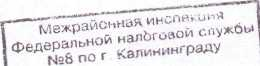 Межрайонная инспекция
Федеральной налоговой службы
№8 по г. Калининграду